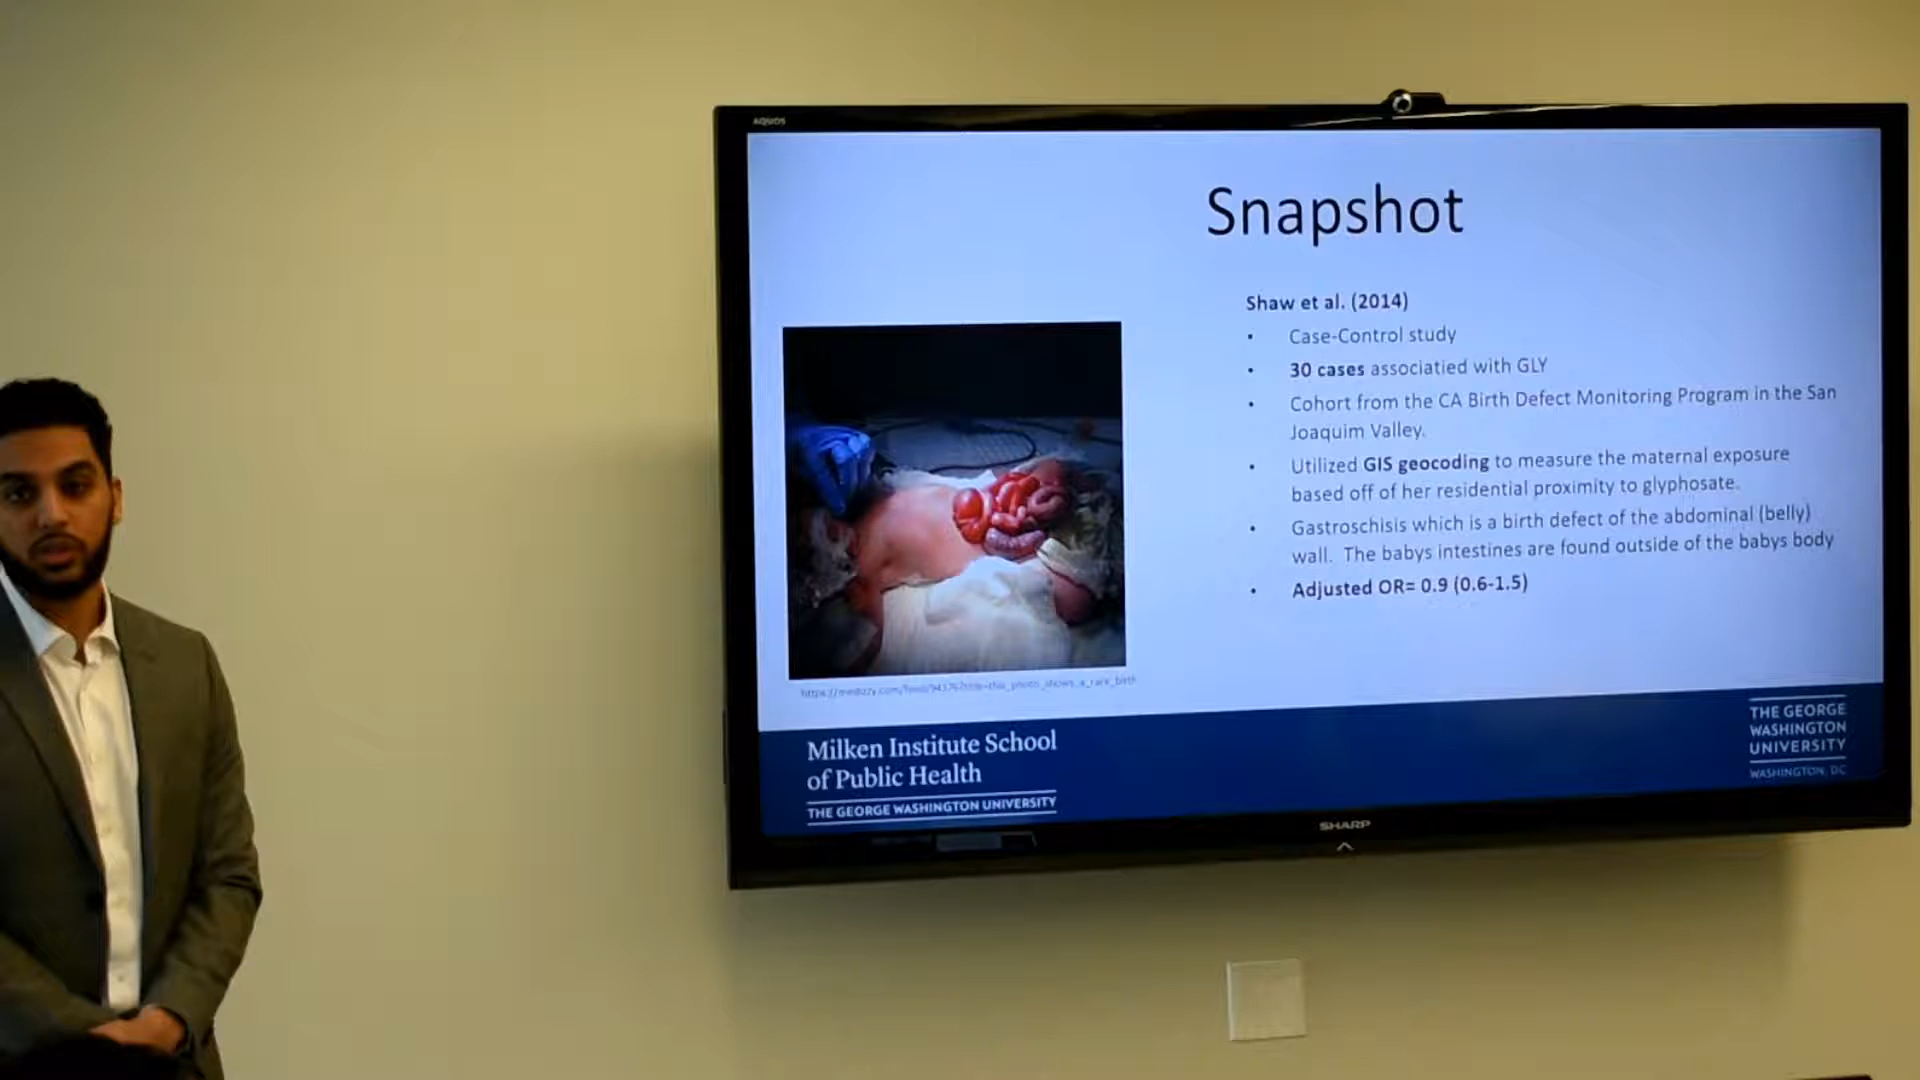 AQUOS
Snapshot
Shaw et al. (2014)
• Case-Control study
• 30 cases associatied with GLY
• Cohort from the CA Birth Defect Monitoring Program in the San
Joaquim Valley.
• Utilized GIS geocoding to measure the maternal exposure
based off of her residential proximity to glyphosate.
• Gastroschisis which is a birth defect of the abdominal (belly)
wall. The babys intestines are found outside of the babys body
• Adjusted OR= 0.9 (0.6-1.5)
Milken Institute School
of Public Health
THE GEORGE WASHINGTON UNIVERSITY
THE GEORGE
WASHINGTON
UNIVERSITY
WASHINGTON, DC
SHARP